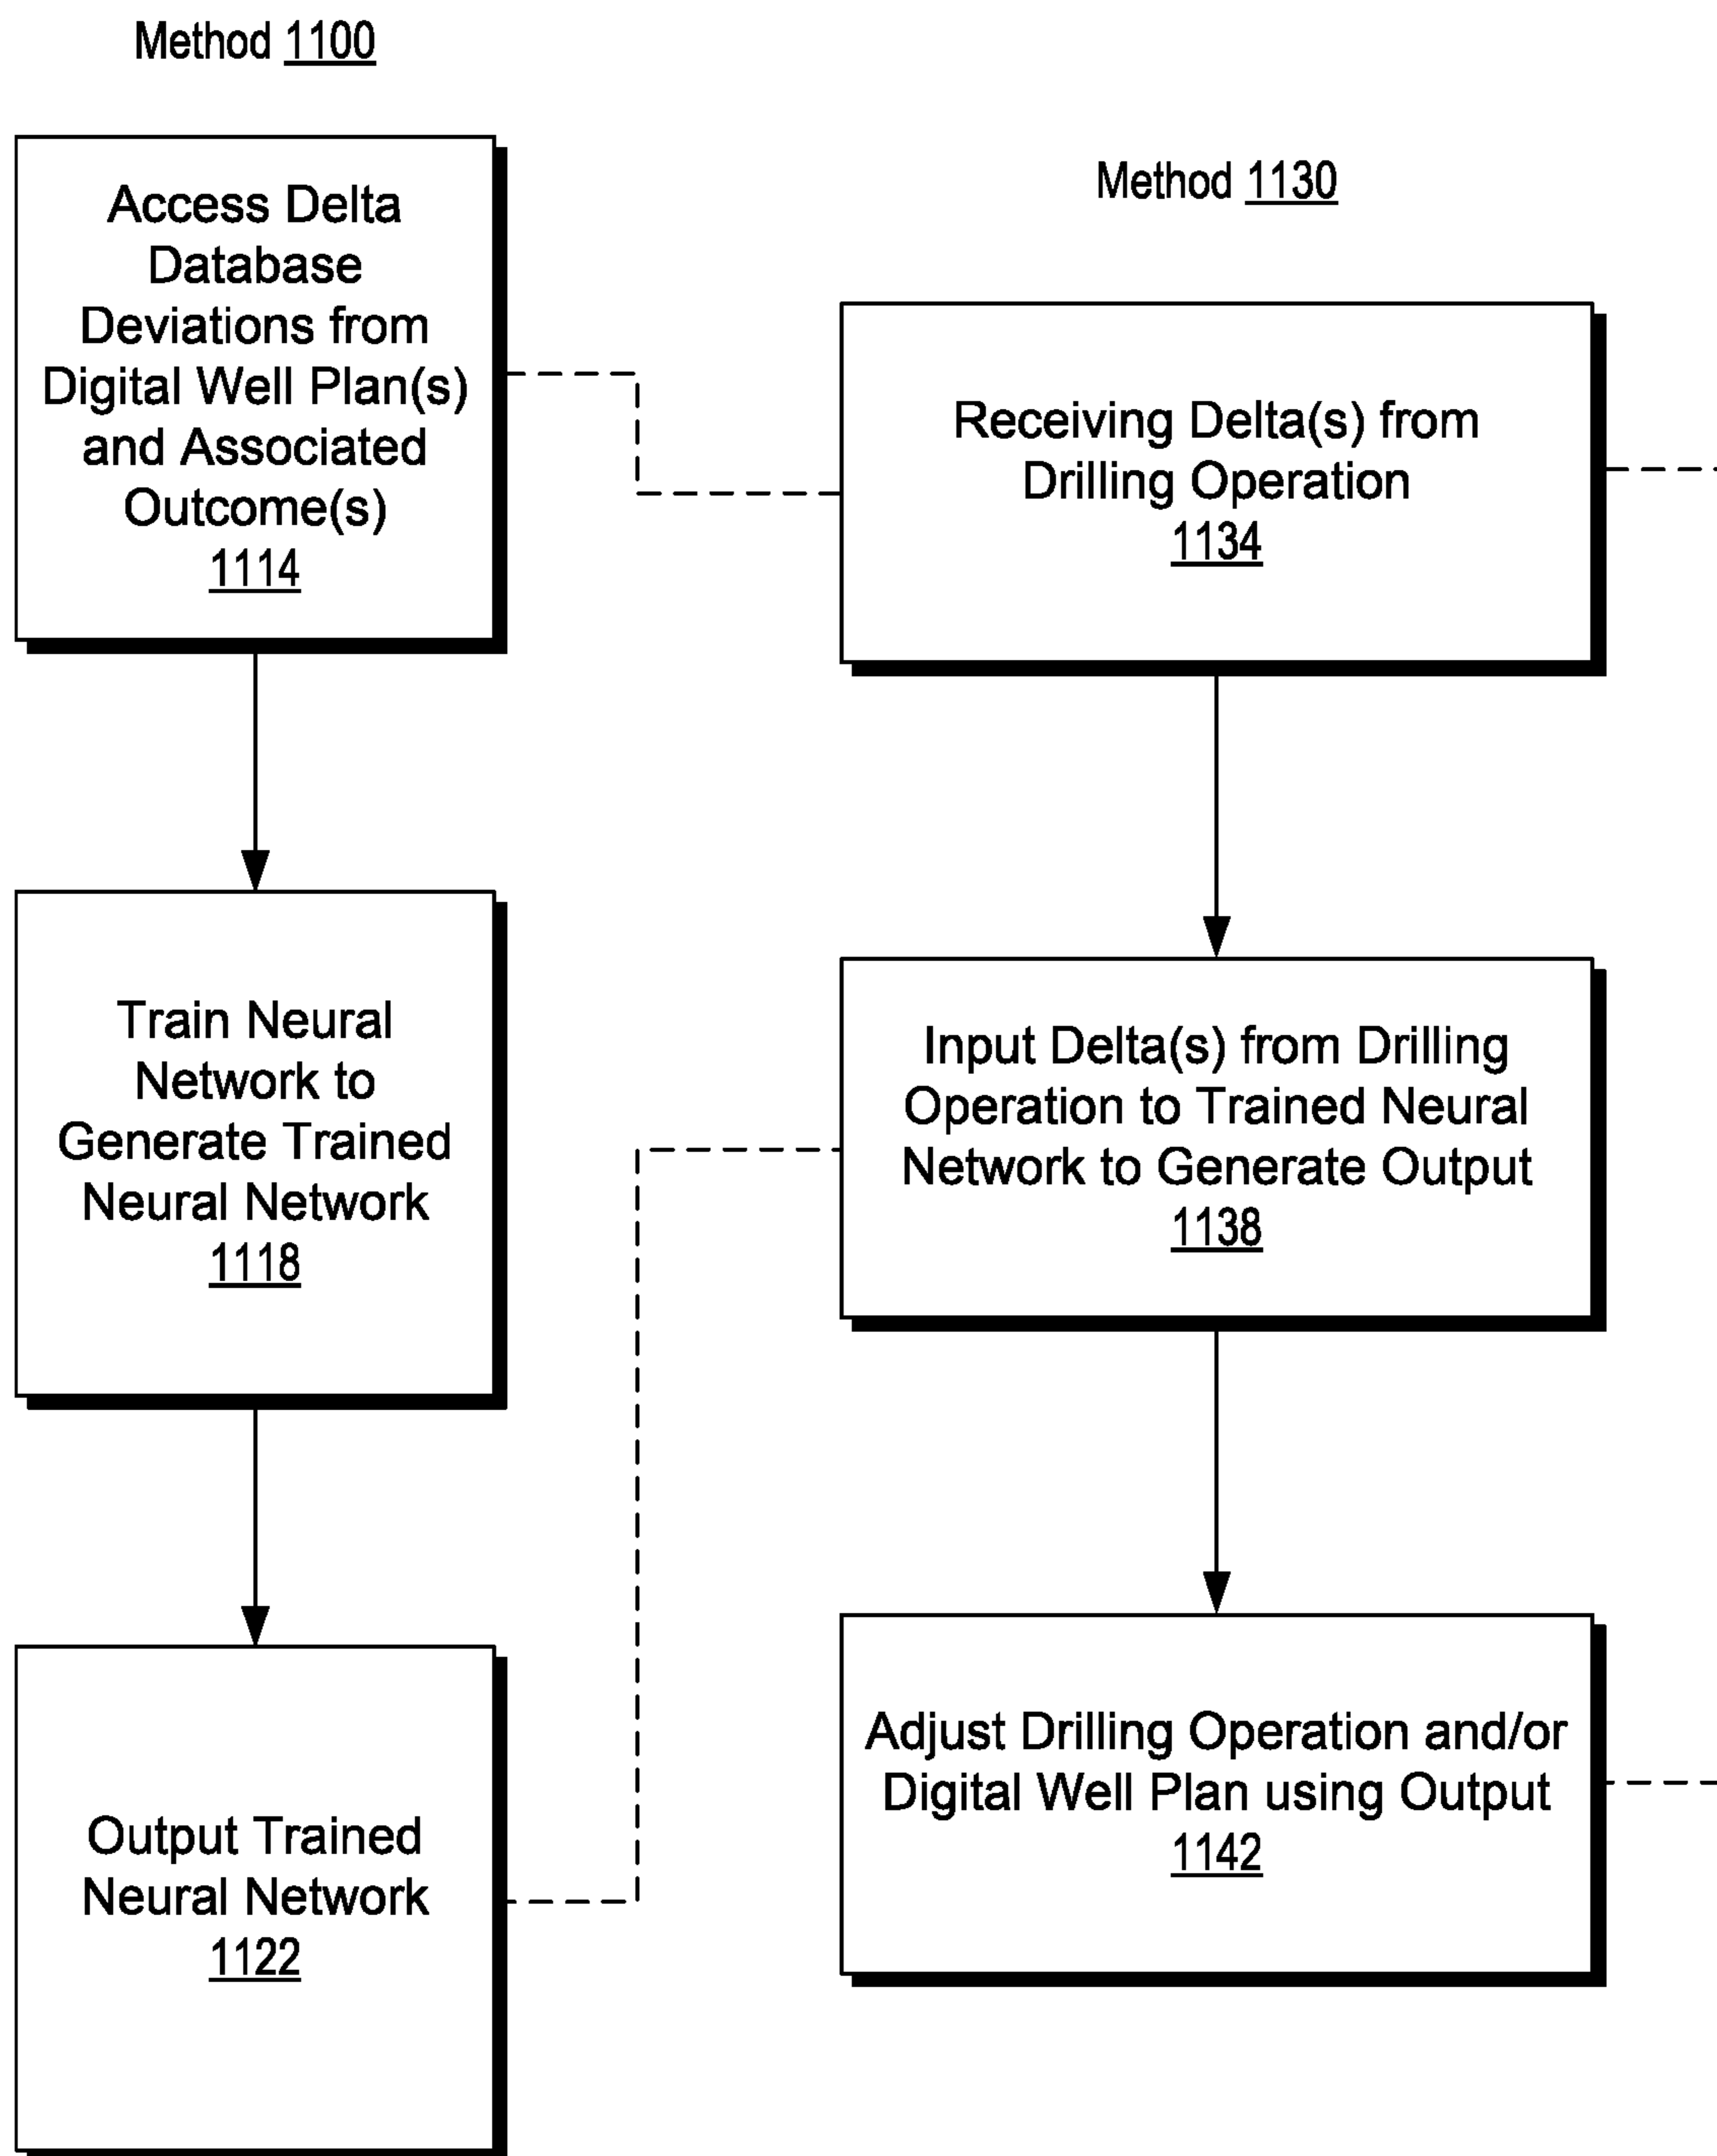 Method 1100
Access Delta
Database
Deviations from
Digital Well Plan(s)
and Associated
Outcome(s)
1114
Train Neural
Network to
Generate Trained
Neural Network
1118
Output Trained
Neural Network
1122
Method 1130
Receiving Delta(s) from
Drilling Operation
1134
Input Delta(s) from Drilling
Operation to Trained Neural
Network to Generate Output
1138
Adjust Drilling Operation and/or
Digital Well Plan using Output
1142